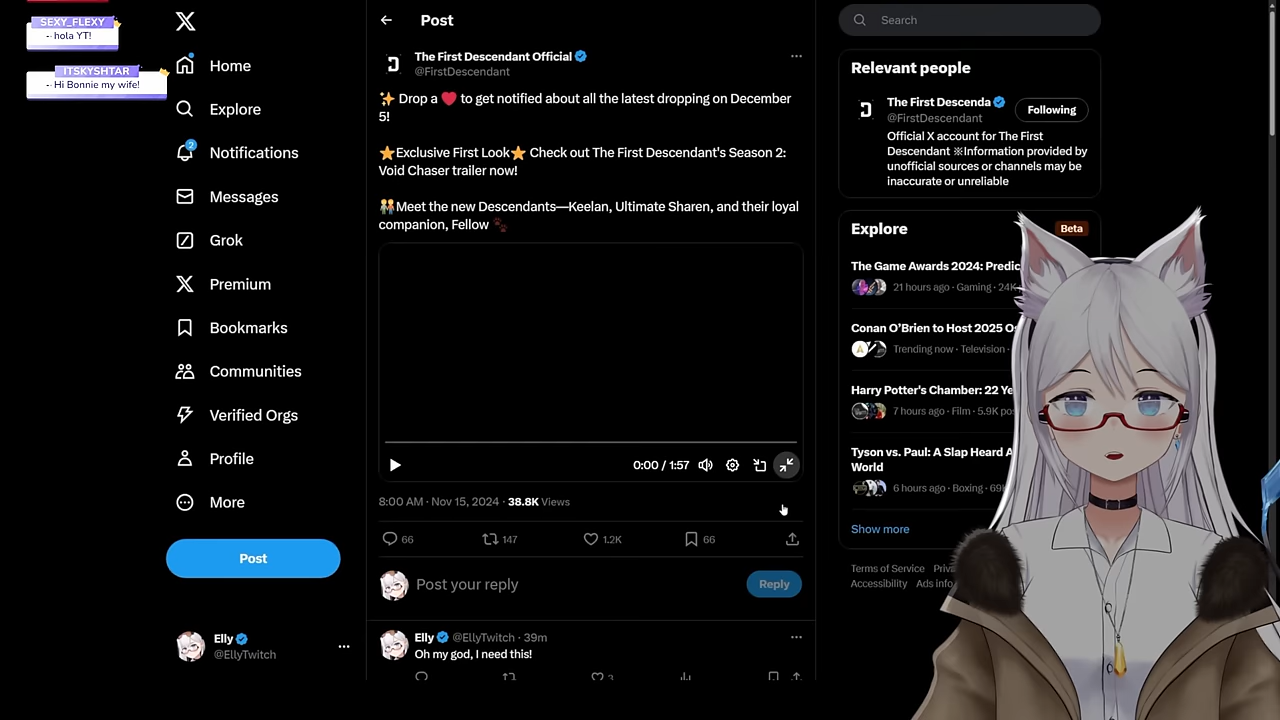 SEXY_FLEXY
-- hola YT!
ITSKYSHTAR
-- Hi Bonnie my wife!
Home
Explore
Notifications
2
Messages
Grok
Premium
Bookmarks
Communities
Verified Orgs
Profile
More
Post
Elly
@EllyTwitch
Post
The First Descendant Official
@FirstDescendant
✨ Drop a ❤️ to get notified about all the latest dropping on December
5!
⭐Exclusive First Look⭐ Check out The First Descendant's Season 2:
Void Chaser trailer now!
👫Meet the new Descendants—Keelan, Ultimate Sharen, and their loyal
companion, Fellow 🐾
0:00 / 1:57
8:00 AM · Nov 15, 2024 · 38.8K Views
66
147
1.2K
66
Post your reply
Reply
Elly @EllyTwitch · 39m
Oh my god, I need this!
3
Search
Relevant people
The First Descenda
@FirstDescendant
Following
Official X account for The First
Descendant ※Information provided by
unofficial sources or channels may be
inaccurate or unreliable
Explore
Beta
The Game Awards 2024: Predic
21 hours ago · Gaming · 24K
Conan O'Brien to Host 2025 O
Trending now · Television ·
Harry Potter's Chamber: 22 Ye
7 hours ago · Film · 5.9K po
Tyson vs. Paul: A Slap Heard A
World
6 hours ago · Boxing · 69
Show more
Terms of Service Priv
Accessibility Ads info